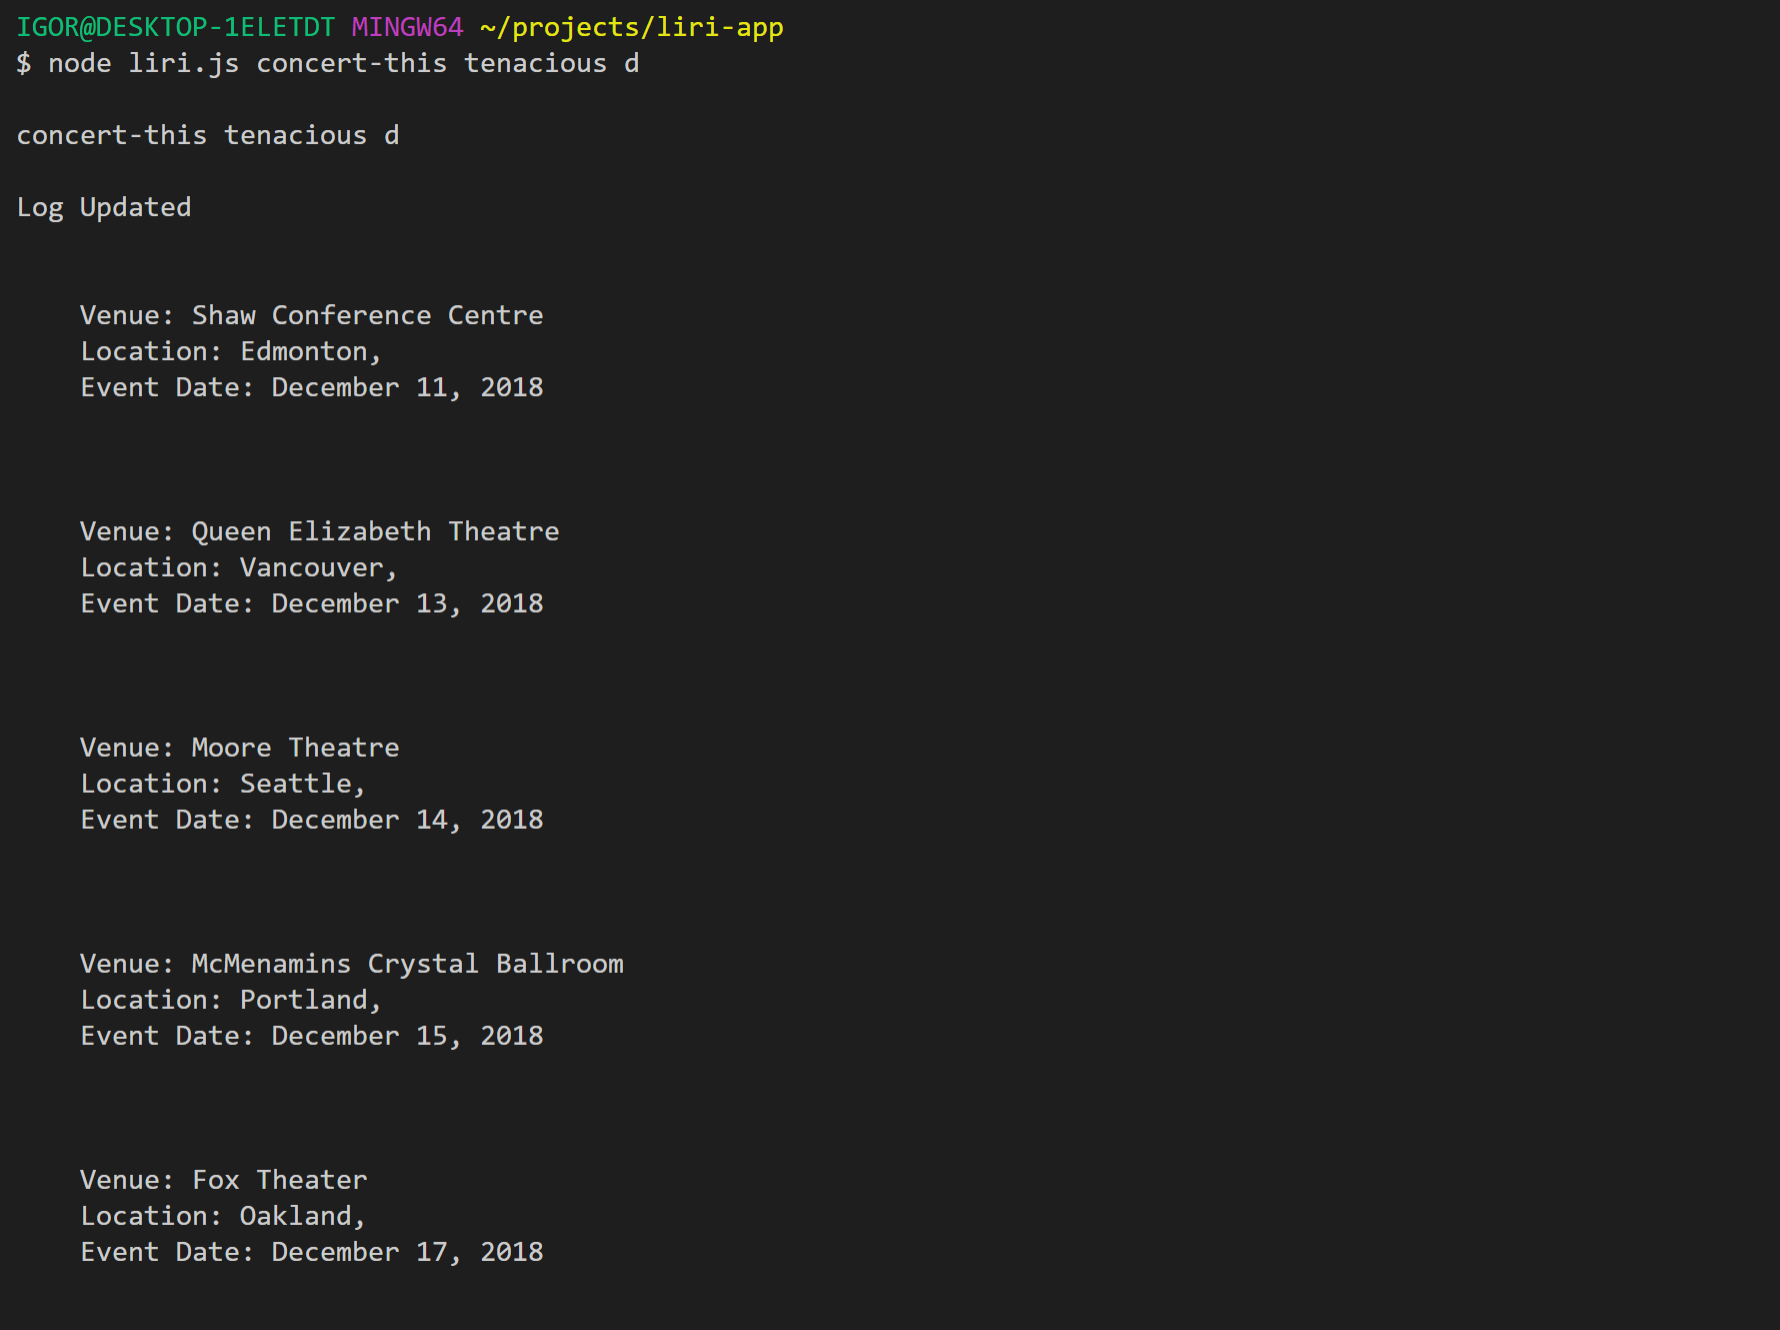 IGOR@DESKTOP-1ELETDT MINGW64 ~/projects/liri-app
$ node liri.js concert-this tenacious d
concert-this tenacious d
Log Updated
Venue: Shaw Conference Centre
Location: Edmonton,
Event Date: December 11, 2018
Venue: Queen Elizabeth Theatre
Location: Vancouver,
Event Date: December 13, 2018
Venue: Moore Theatre
Location: Seattle,
Event Date: December 14, 2018
Venue: McMenamins Crystal Ballroom
Location: Portland,
Event Date: December 15, 2018
Venue: Fox Theater
Location: Oakland,
Event Date: December 17, 2018